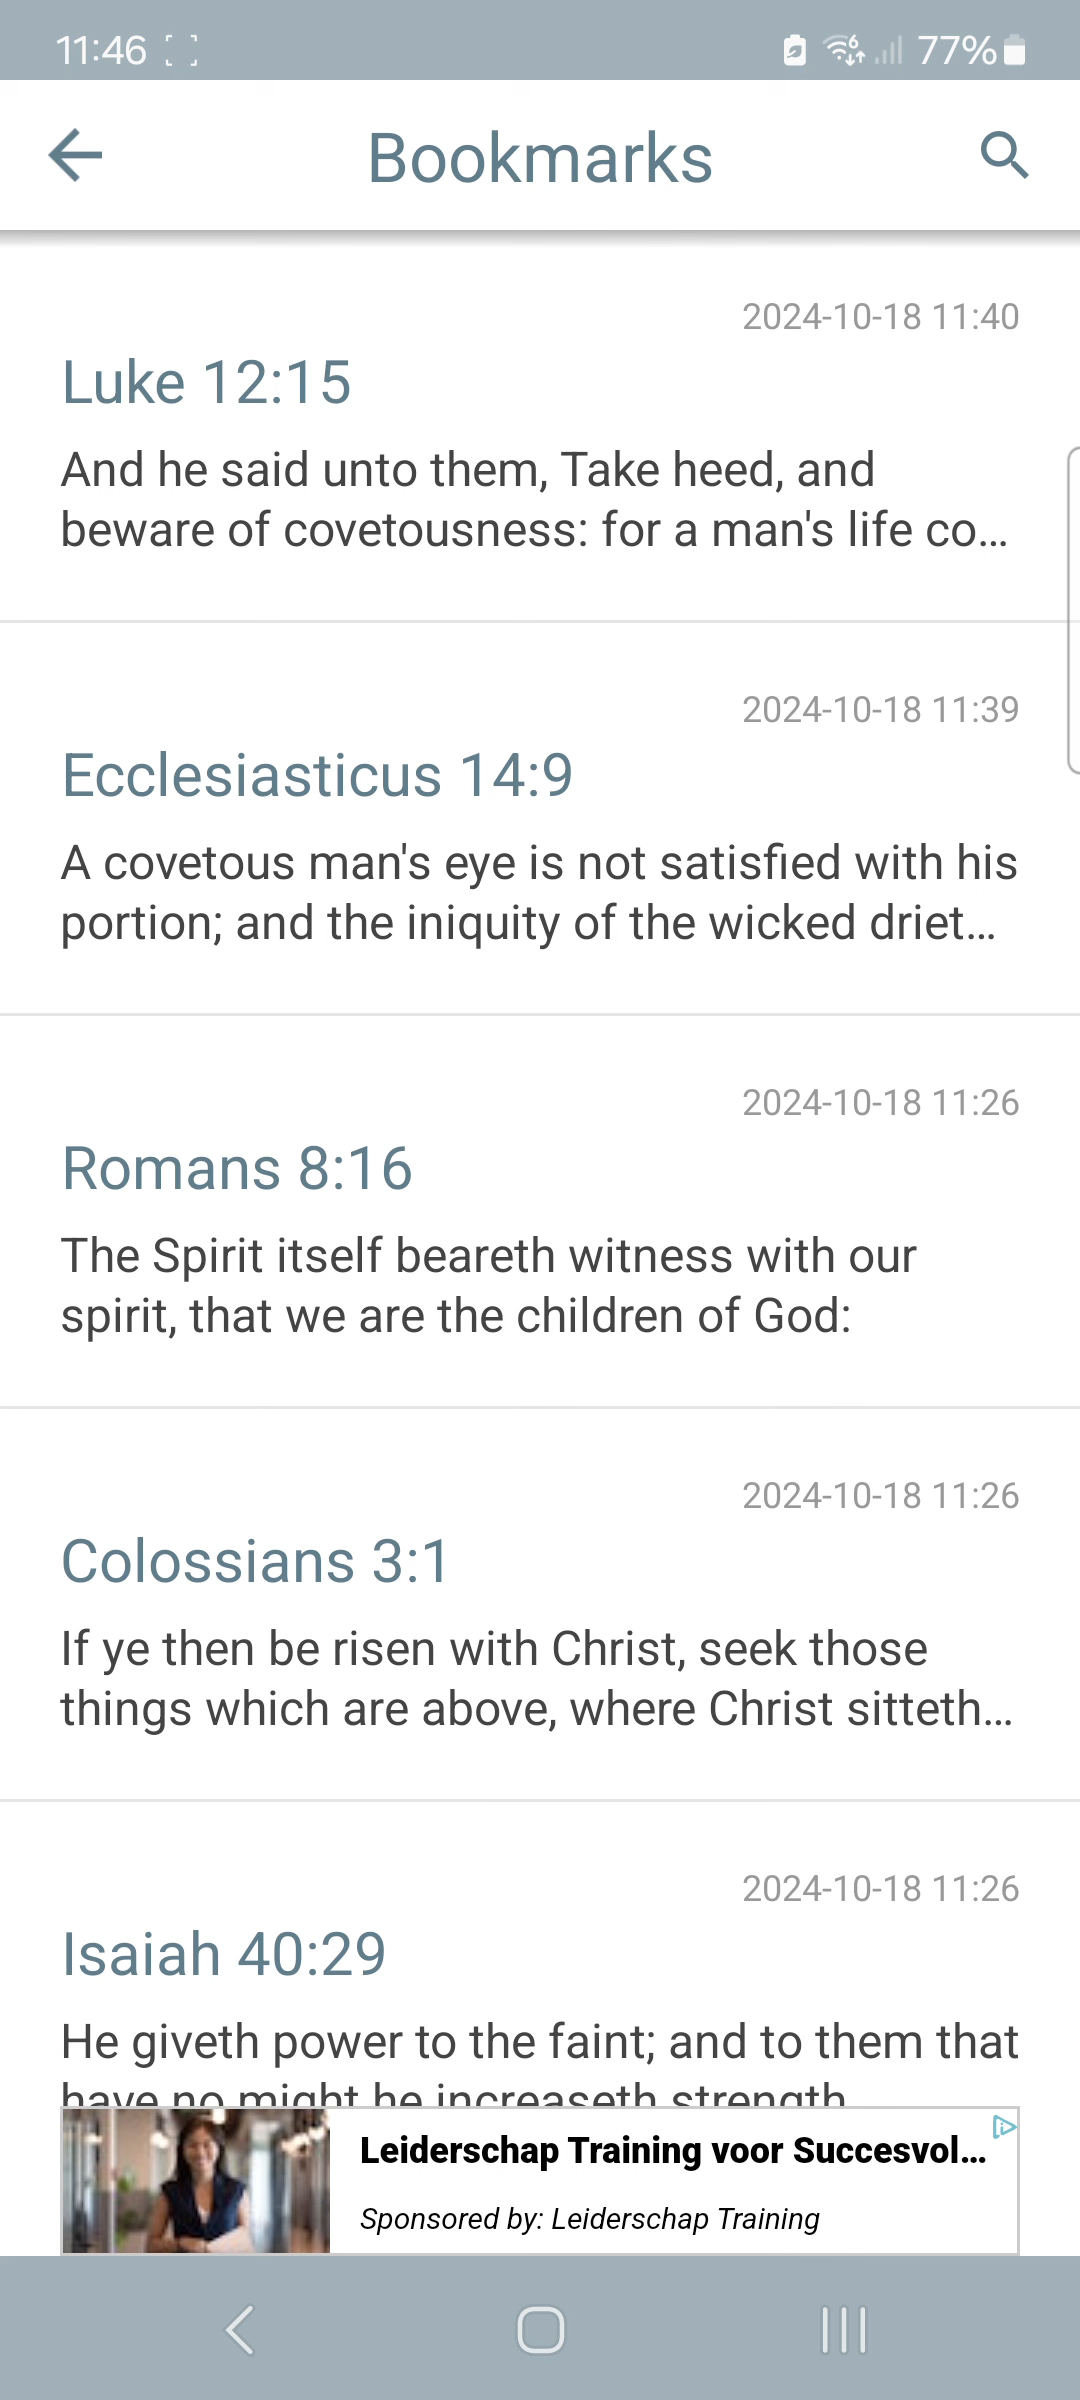 11:46
77%
Bookmarks
2024-10-18 11:40
Luke 12:15
And he said unto them, Take heed, and
beware of covetousness: for a man's life co...
2024-10-18 11:39
Ecclesiasticus 14:9
A covetous man's eye is not satisfied with his
portion; and the iniquity of the wicked driet...
2024-10-18 11:26
Romans 8:16
The Spirit itself beareth witness with our
spirit, that we are the children of God:
2024-10-18 11:26
Colossians 3:1
If ye then be risen with Christ, seek those
things which are above, where Christ sitteth...
2024-10-18 11:26
Isaiah 40:29
He giveth power to the faint; and to them that
have no might he increaseth strength
Leiderschap Training voor Succesvol...
Sponsored by: Leiderschap Training